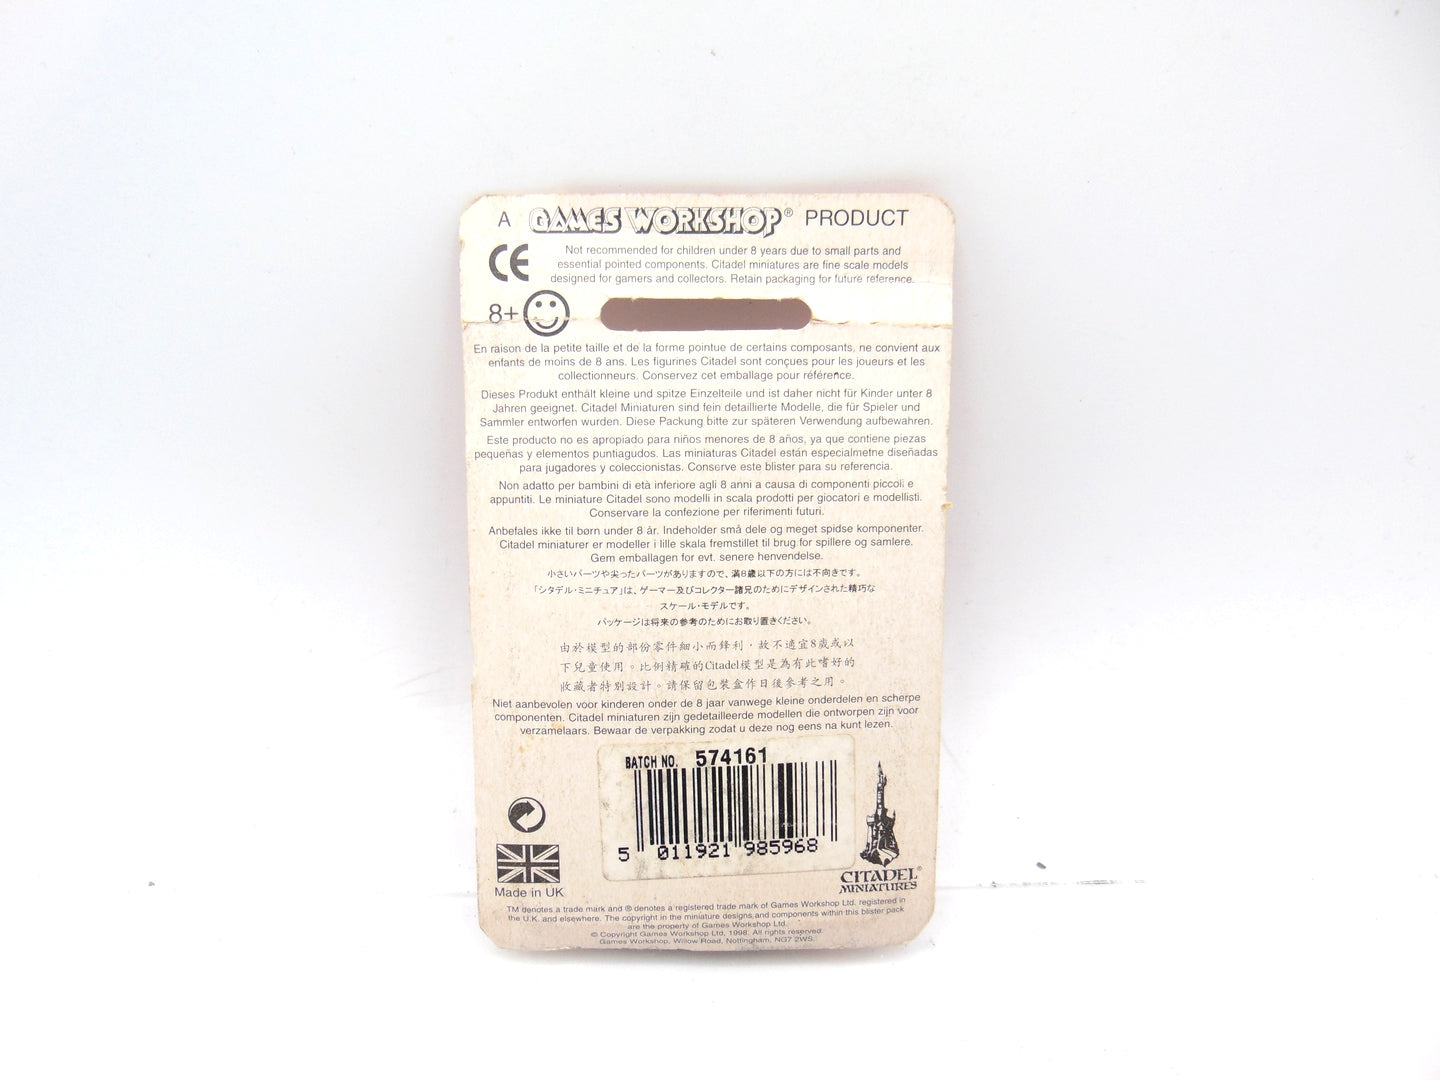 A GAMES WORKSHOP® PRODUCT
CE
Not recommended for children under 8 years due to small parts and
essential pointed components. Citadel miniatures are fine scale models
designed for gamers and collectors. Retain packaging for future reference.
8+
En raison de la petite taille et de la forme pointue de certains composants, ne convient aux
enfants de moins de 8 ans. Les figurines Citadel sont conçues pour les joueurs et les
collectionneurs. Conservez cet emballage pour référence.
Dieses Produkt enthält kleine und spitze Einzelteile und ist daher nicht für Kinder unter 8
Jahren geeignet. Citadel Miniaturen sind fein detaillierte Modelle, die für Spieler und
Sammler entworfen wurden. Diese Packung bitte zur späteren Verwendung aufbewahren.
Este producto no es apropiado para niños menores de 8 años, ya que contiene piezas
pequeñas y elementos puntiagudos. Las miniaturas Citadel están especialmetne diseñadas
para jugadores y coleccionistas. Conserve este blister para su referencia.
Non adatto per bambini di età inferiore agli 8 anni a causa di componenti piccoli e
appuntiti. Le miniature Citadel sono modelli in scala prodotti per giocatori e modellisti.
Conservare la confezione per riferimenti futuri.
Anbefales ikke til børn under 8 år. Indeholder små dele og meget spidse komponenter.
Citadel miniaturer er modeller i lille skala fremstillet til brug for spillere og samlere.
Gem emballagen for evt. senere henvendelse.
小さいパーツや尖ったパーツがありますので、満8歳以下の方には不向きです。
「シタデル・ミニチュア」は、ゲーマー及びコレクター諸兄のためにデザインされた精巧な
スケール・モデルです。
パッケージは将来の参考のためにお取り置きください。
由於模型的部份零件細小而鋒利，故不適宜8歲或以
下兒童使用。比例精確的Citadel模型是為有此嗜好的
收藏者特別設計。請保留包裝盒作日後參考之用。
Niet aanbevolen voor kinderen onder de 8 jaar vanwege kleine onderdelen en scherpe
componenten. Citadel miniaturen zijn gedetailleerde modellen die ontworpen zijn voor
verzamelaars. Bewaar de verpakking zodat u deze nog eens na kunt lezen.
BATCH NO. 574161
5 011921 985968
Made in UK
CITADEL®
MINIATURES
TM denotes a trade mark and ® denotes a registered trade mark of Games Workshop Ltd. registered in
the U.K. and elsewhere. The copyright in the miniature designs and components within this blister pack
are the property of Games Workshop Ltd.
© Copyright Games Workshop Ltd, 1998. All rights reserved.
Games Workshop, Willow Road, Nottingham, NG7 2WS.